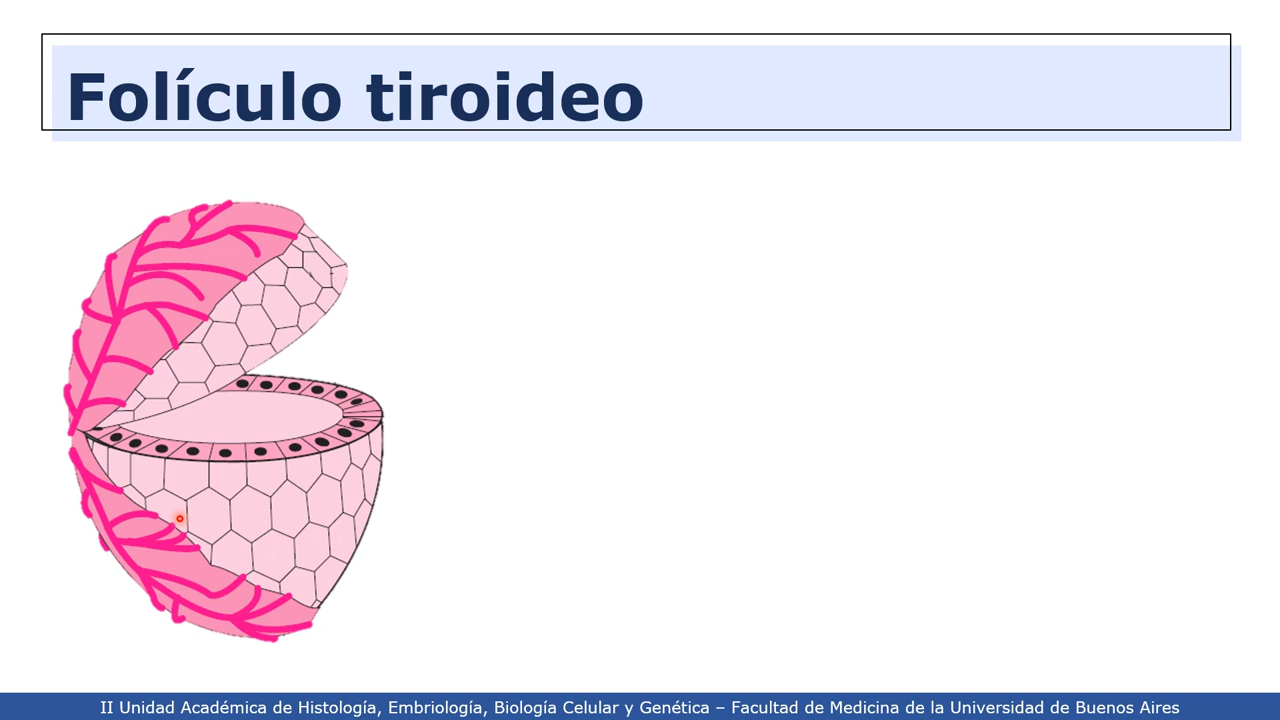 Folículo tiroideo
II Unidad Académica de Histología, Embriología, Biología Celular y Genética – Facultad de Medicina de la Universidad de Buenos Aires